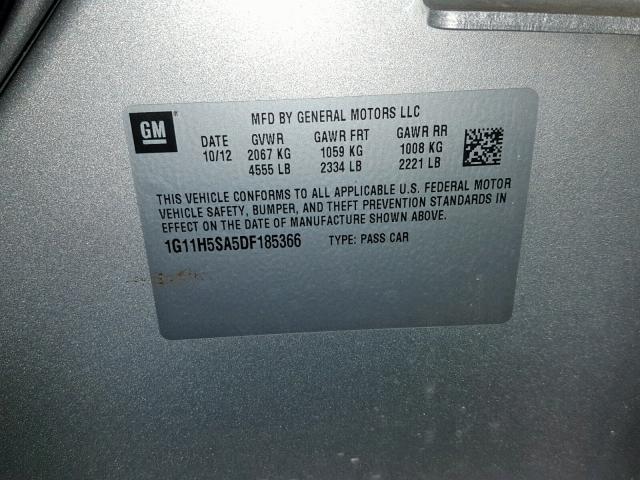 GM
MFD BY GENERAL MOTORS LLC
DATE GVWR GAWR FRT GAWR RR
10/12 2067 KG 1059 KG 1008 KG
4555 LB 2334 LB 2221 LB
THIS VEHICLE CONFORMS TO ALL APPLICABLE U.S. FEDERAL MOTOR
VEHICLE SAFETY, BUMPER, AND THEFT PREVENTION STANDARDS IN
EFFECT ON THE DATE OF MANUFACTURE SHOWN ABOVE.
1G11H5SA5DF185366 TYPE: PASS CAR